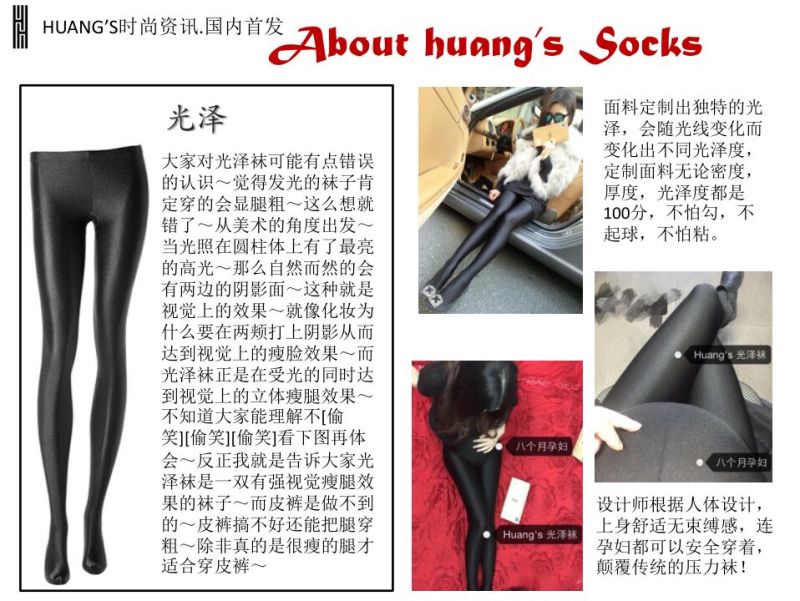 HUANG'S时尚资讯.国内首发
About huang's Socks
光泽
大家对光泽袜可能有点错误
的认识~觉得发光的袜子肯
定穿的会显腿粗~这么想就
错了~从美术的角度出发~
当光照在圆柱体上有了最亮
的高光~那么自然而然的会
有两边的阴影面~这种就是
视觉上的效果~就像化妆为
什么要在两颊打上阴影从而
达到视觉上的瘦脸效果~而
光泽袜正是在受光的同时达
到视觉上的立体瘦腿效果~
不知道大家能理解不[偷
笑][偷笑][偷笑]看下图再体
会~反正我就是告诉大家光
泽袜是一双有强视觉瘦腿效
果的袜子~而皮裤是做不到
的~皮裤搞不好还能把腿穿
粗~除非真的是很瘦的腿才
适合穿皮裤~
面料定制出独特的光
泽，会随光线变化而
变化出不同光泽度，
定制面料无论密度，
厚度，光泽度都是
100分，不怕勾，不
起球，不怕粘。
Huang's 光泽袜
八个月孕妇
八个月孕妇
Huang's 光泽袜
设计师根据人体设计，
上身舒适无束缚感，连
孕妇都可以安全穿着，
颠覆传统的压力袜！